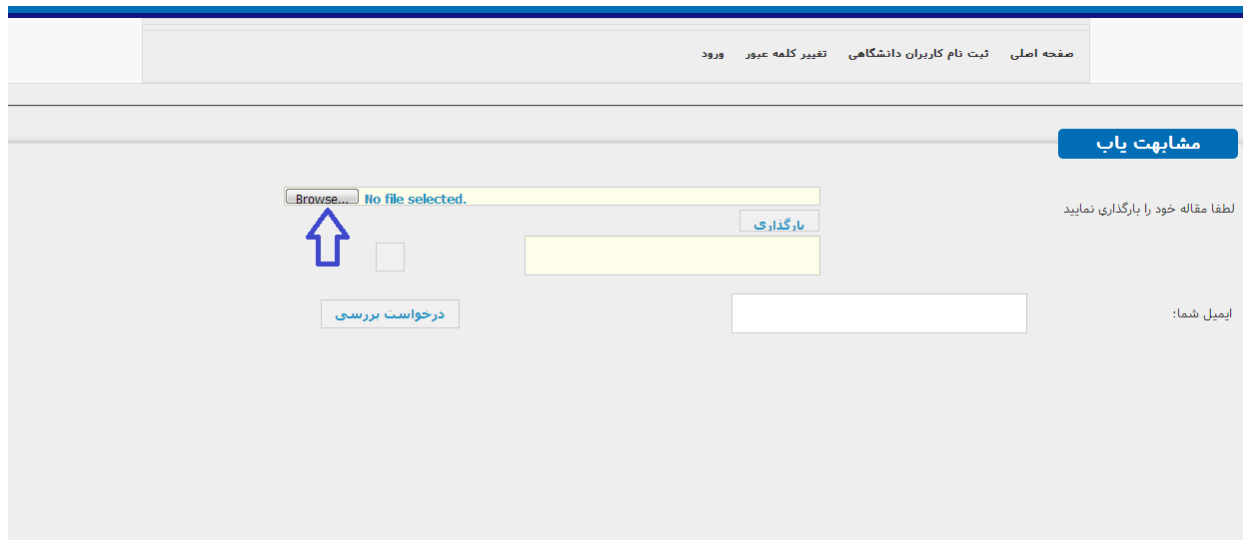 صفحه اصلی ثبت نام کاربران دانشگاهی تغییر کلمه عبور ورود
مشابهت یاب
لطفا مقاله خود را بارگذاری نمایید
Browse... No file selected.
بارگذاری
ایمیل شما:
درخواست بررسی